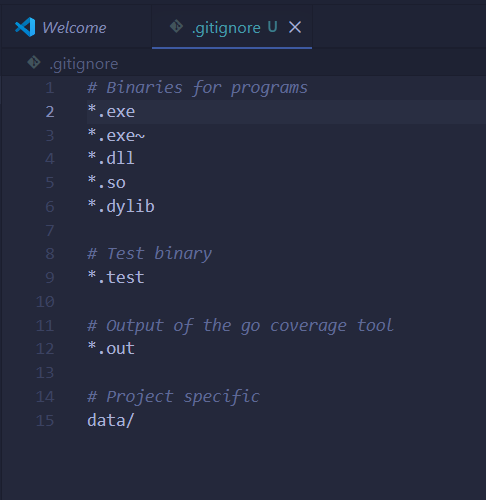 Welcome
.gitignore U
.gitignore
1 # Binaries for programs
2 *.exe
3 *.exe~
4 *.dll
5 *.so
6 *.dylib
7
8 # Test binary
9 *.test
10
11 # Output of the go coverage tool
12 *.out
13
14 # Project specific
15 data/